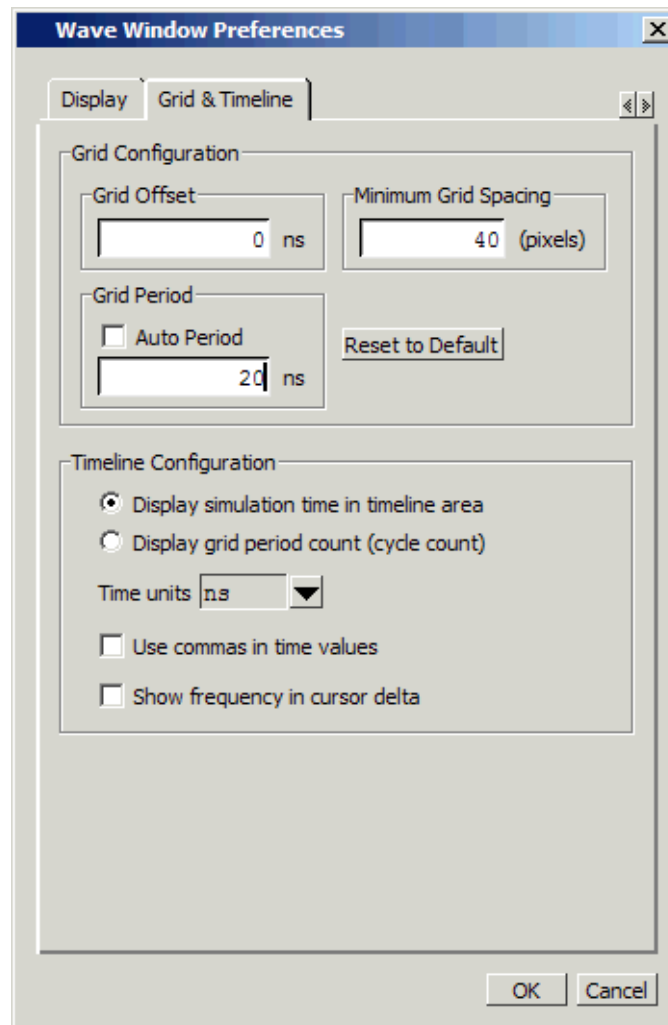 Wave Window Preferences
Display Grid & Timeline
Grid Configuration
Grid Offset Minimum Grid Spacing
0 ns 40 (pixels)
Grid Period
Auto Period
Reset to Default
20 ns
Timeline Configuration
Display simulation time in timeline area
Display grid period count (cycle count)
Time units ns
Use commas in time values
Show frequency in cursor delta
OK Cancel